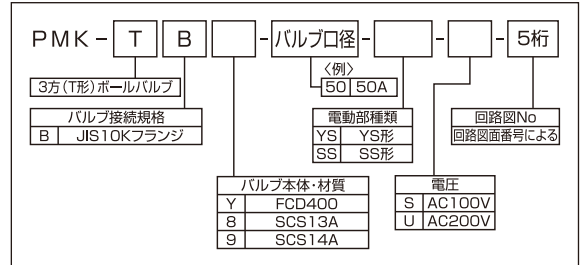 PMK-TB□-バルブ口径-□-□-5桁
〈例〉
50 50A
3方(T形)ボールバルブ
バルブ接続規格
B JIS10Kフランジ
電動部種類
YS YS形
SS SS形
回路図No
回路図面番号による
バルブ本体・材質
Y FCD400
8 SCS13A
9 SCS14A
電圧
S AC100V
U AC200V